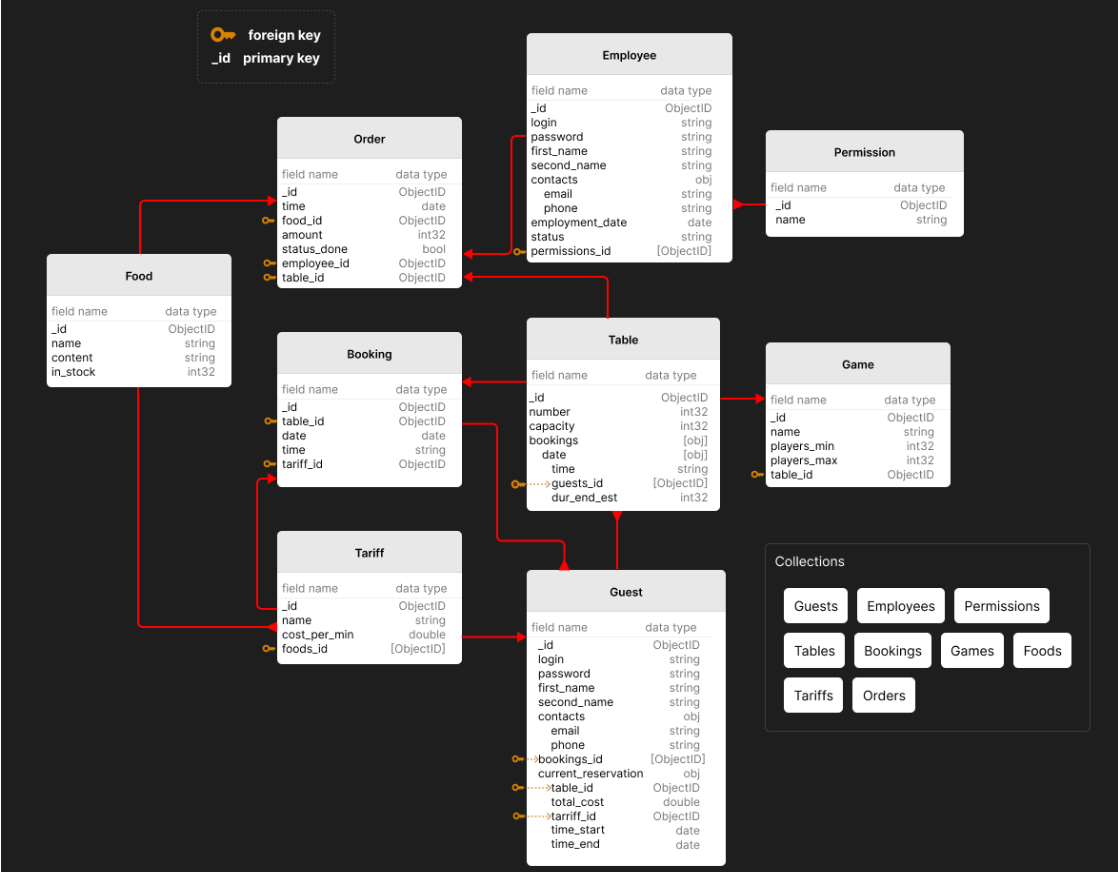 foreign key
_id primary key
Employee
field name data type
_id ObjectID
login string
password string
first_name string
second_name string
contacts obj
email string
phone string
employment_date date
status string
permissions_id [ObjectID]
Order
field name data type
_id ObjectID
time date
food_id ObjectID
amount int32
status_done bool
employee_id ObjectID
table_id ObjectID
Permission
field name data type
_id ObjectID
name string
Food
field name data type
_id ObjectID
name string
content string
in_stock int32
Booking
field name data type
_id ObjectID
table_id ObjectID
date date
time string
tariff_id ObjectID
Table
field name data type
_id ObjectID
number int32
capacity int32
bookings [obj]
date [obj]
time string
guests_id [ObjectID]
dur_end_est int32
Game
field name data type
_id ObjectID
name string
players_min int32
players_max int32
table_id ObjectID
Tariff
field name data type
_id ObjectID
name string
cost_per_min double
foods_id [ObjectID]
Guest
field name data type
_id ObjectID
login string
password string
first_name string
second_name string
contacts obj
email string
phone string
bookings_id [ObjectID]
current_reservation obj
table_id ObjectID
total_cost double
tarriff_id ObjectID
time_start date
time_end date
Collections
Guests Employees Permissions
Tables Bookings Games Foods
Tariffs Orders